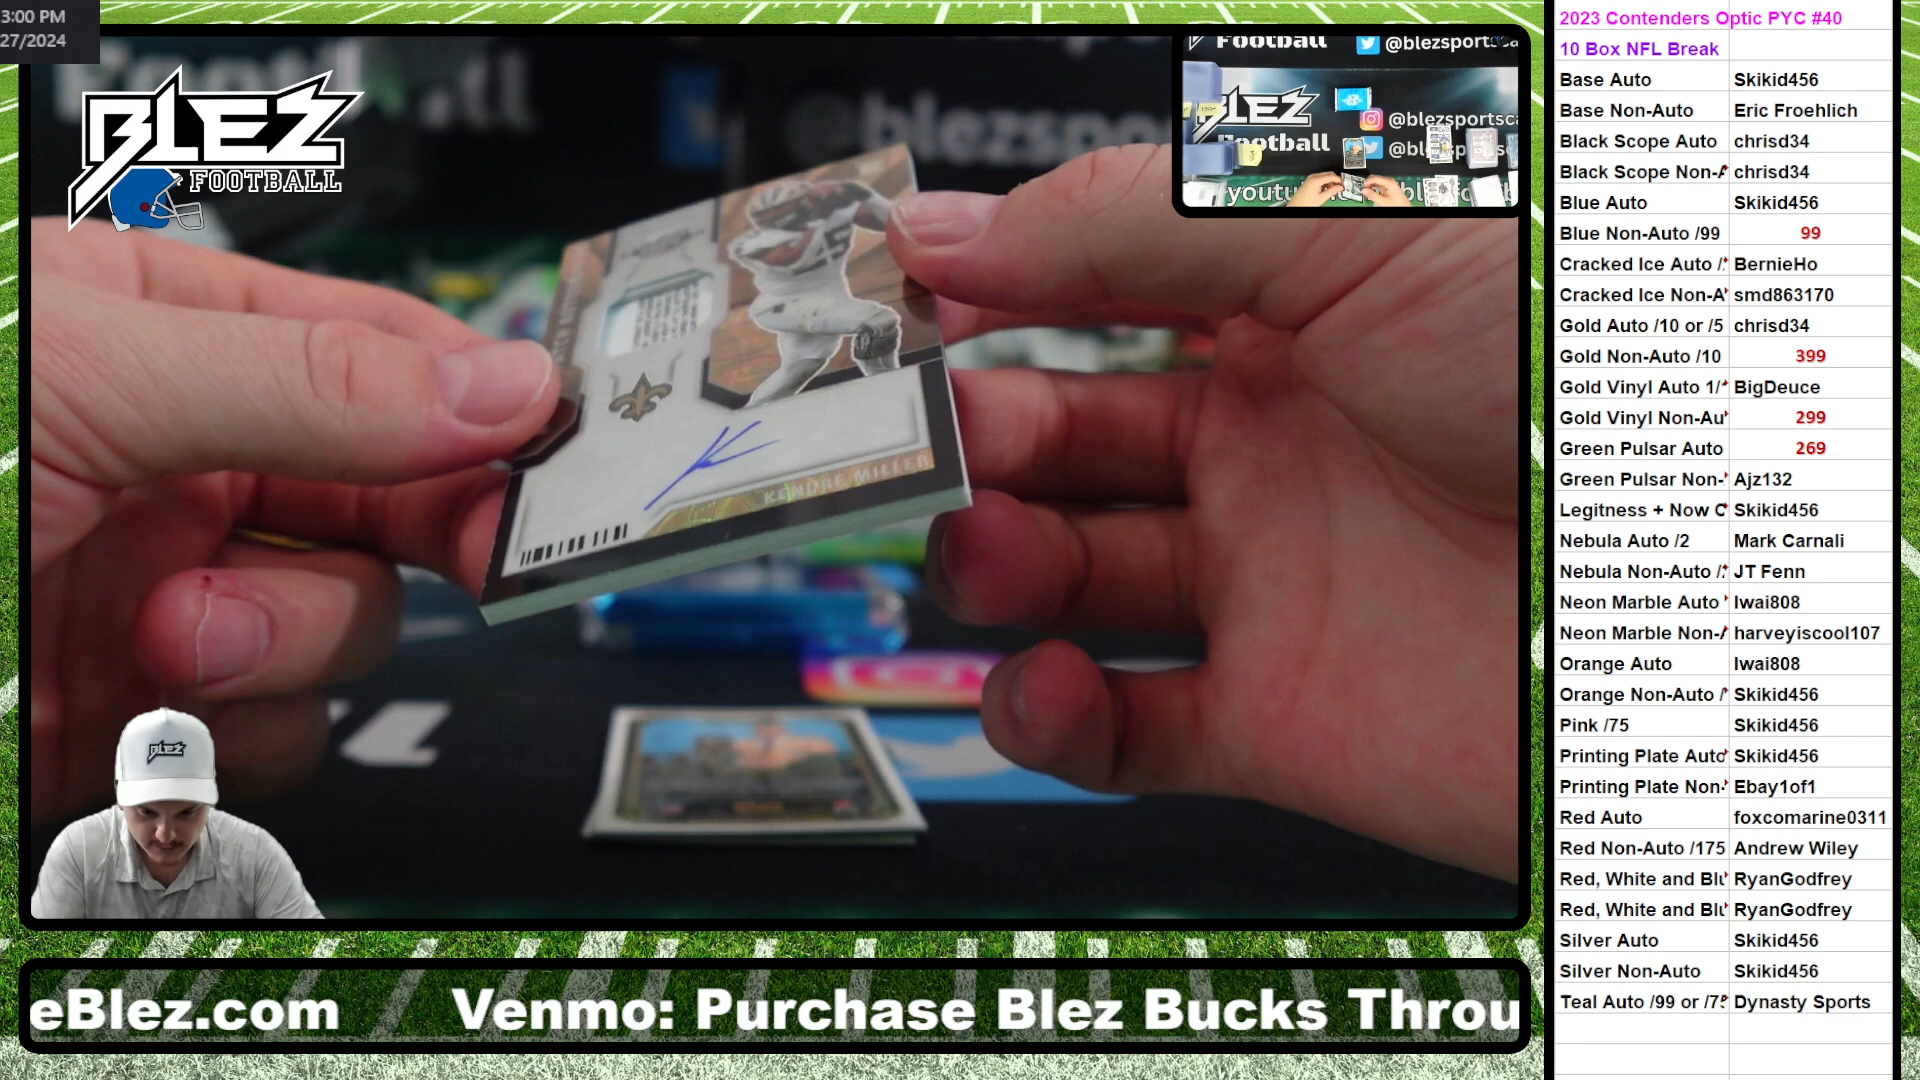 3:00 PM
27/2024
BLEZ
FOOTBALL
Football
@blezsportsca
BLEZ
Football
@blezsportsca
youtu
KENDRE MILLER
BLEZ
eBlez.com Venmo: Purchase Blez Bucks Throu
2023 Contenders Optic PYC #40
10 Box NFL Break
Base Auto Skikid456
Base Non-Auto Eric Froehlich
Black Scope Auto chrisd34
Black Scope Non-A chrisd34
Blue Auto Skikid456
Blue Non-Auto /99 99
Cracked Ice Auto /: BernieHo
Cracked Ice Non-A smd863170
Gold Auto /10 or /5 chrisd34
Gold Non-Auto /10 399
Gold Vinyl Auto 1/ BigDeuce
Gold Vinyl Non-Au 299
Green Pulsar Auto 269
Green Pulsar Non- Ajz132
Legitness + Now C Skikid456
Nebula Auto /2 Mark Carnali
Nebula Non-Auto /: JT Fenn
Neon Marble Auto Iwai808
Neon Marble Non-A harveyiscool107
Orange Auto Iwai808
Orange Non-Auto / Skikid456
Pink /75 Skikid456
Printing Plate Auto Skikid456
Printing Plate Non- Ebay1of1
Red Auto foxcomarine0311
Red Non-Auto /175 Andrew Wiley
Red, White and Blu RyanGodfrey
Red, White and Blu RyanGodfrey
Silver Auto Skikid456
Silver Non-Auto Skikid456
Teal Auto /99 or /75 Dynasty Sports